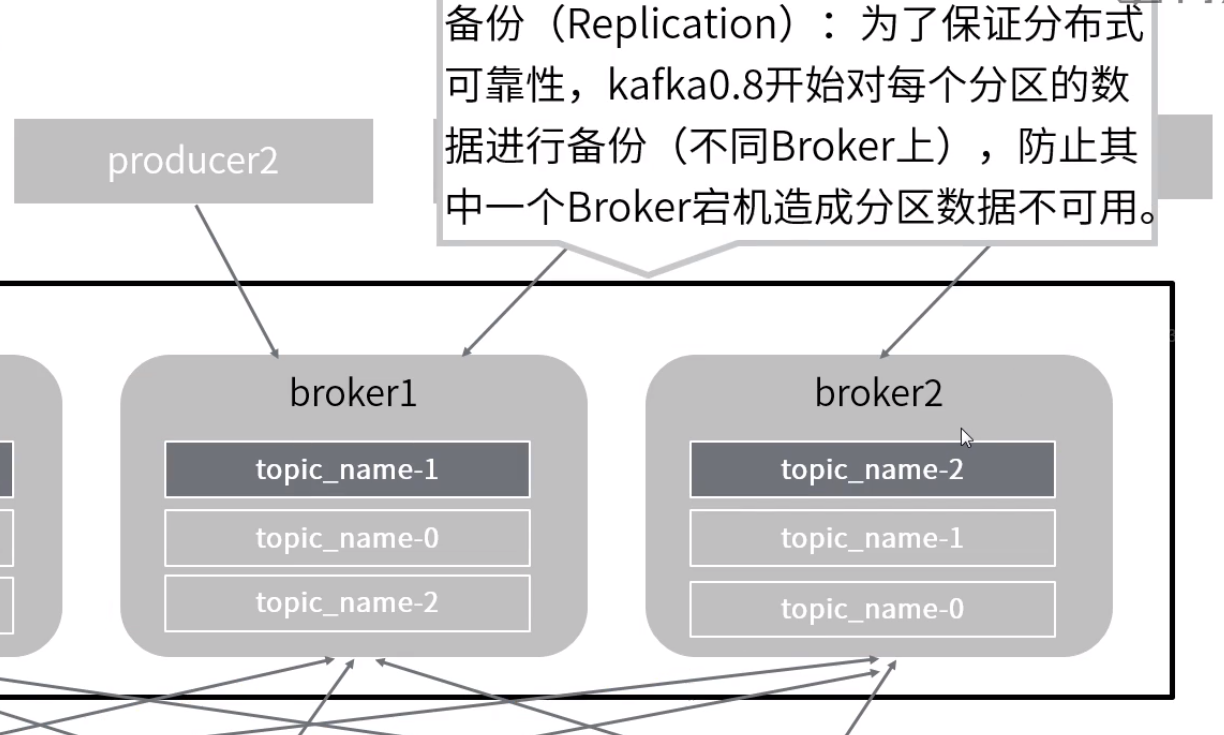 备份（Replication）：为了保证分布式
可靠性，kafka0.8开始对每个分区的数
据进行备份（不同Broker上），防止其
中一个Broker宕机造成分区数据不可用。
producer2
broker1
topic_name-1
topic_name-0
topic_name-2
broker2
topic_name-2
topic_name-1
topic_name-0